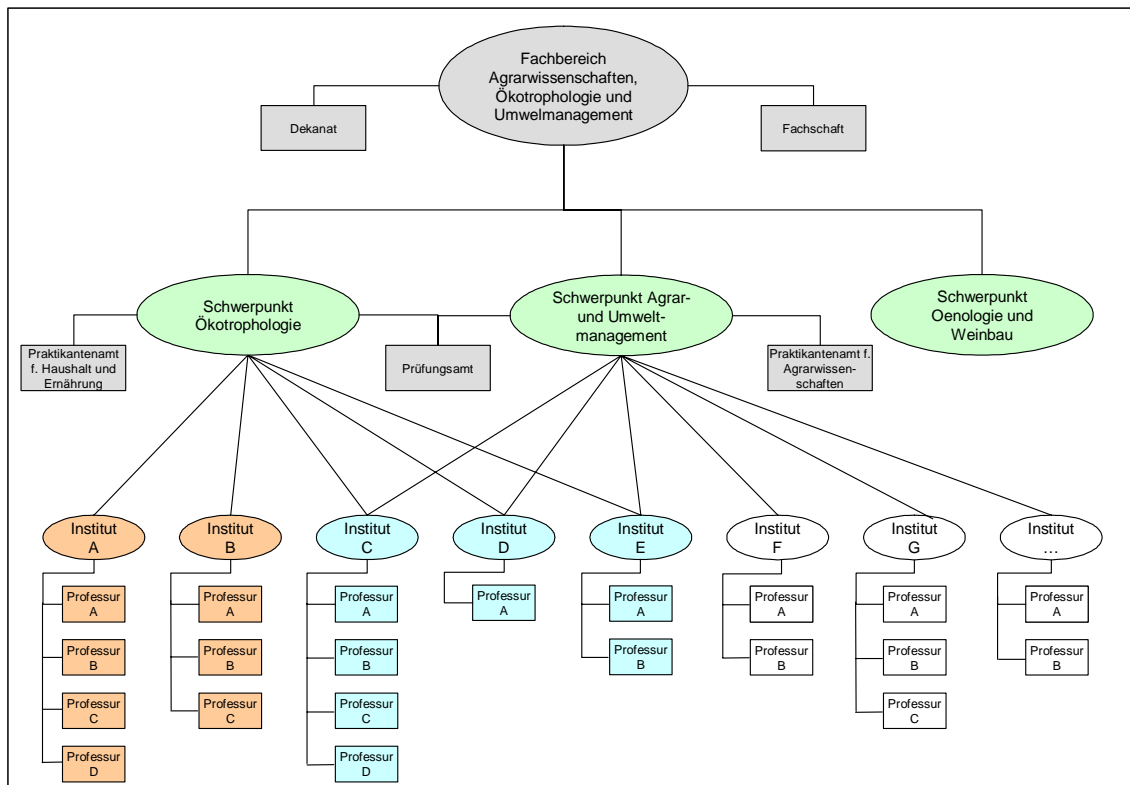 Fachbereich
Agrarwissenschaften,
Ökotrophologie und
Umwelmanagement
Dekanat
Fachschaft
Schwerpunkt
Ökotrophologie
Schwerpunkt Agrar-
und Umwelt-
management
Schwerpunkt
Oenologie und
Weinbau
Praktikantenamt
f. Haushalt und
Ernährung
Prüfungsamt
Praktikantenamt f.
Agrarwissen-
schaften
Institut
A
Institut
B
Institut
C
Institut
D
Institut
E
Institut
F
Institut
G
Institut
...
Professur
A
Professur
B
Professur
C
Professur
D
Professur
A
Professur
B
Professur
C
Professur
A
Professur
B
Professur
C
Professur
D
Professur
A
Professur
A
Professur
B
Professur
A
Professur
B
Professur
A
Professur
B
Professur
C
Professur
A
Professur
B